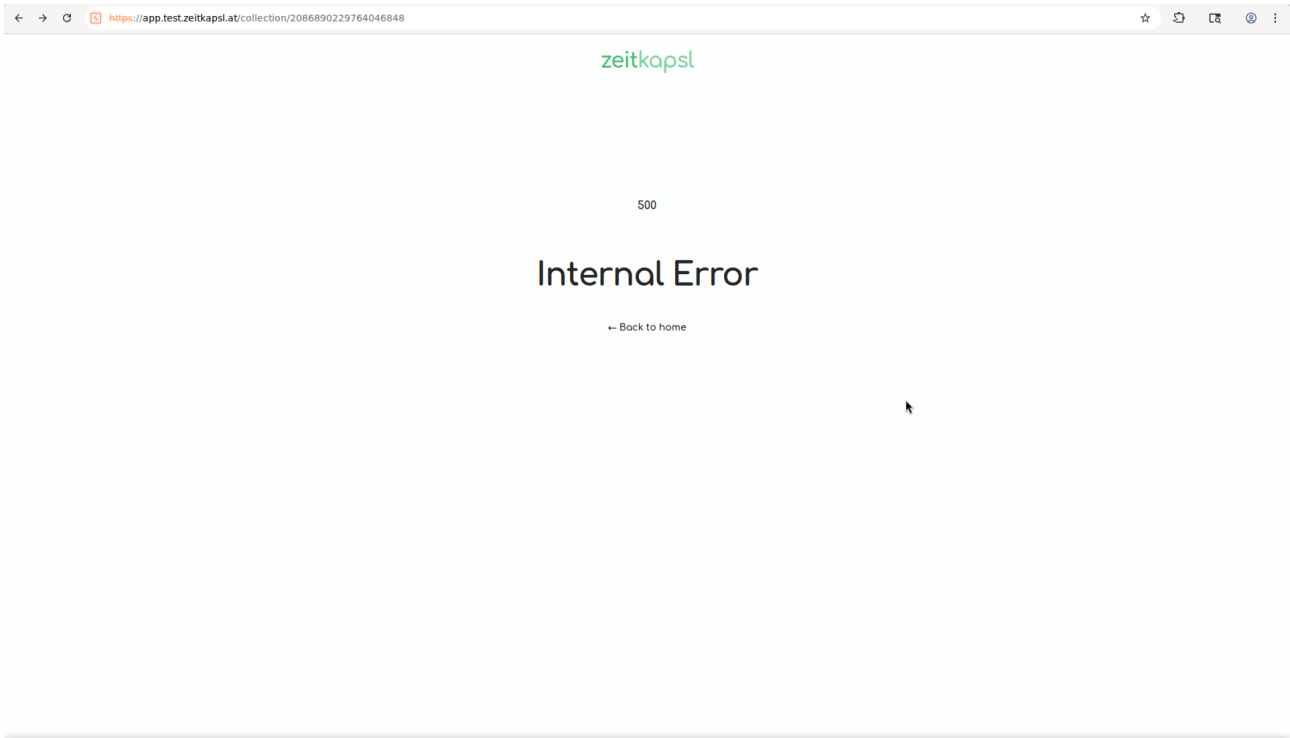 https://app.test.zeitkapsl.at/collection/2086890229764046848
zeitkapsl
500
Internal Error
← Back to home